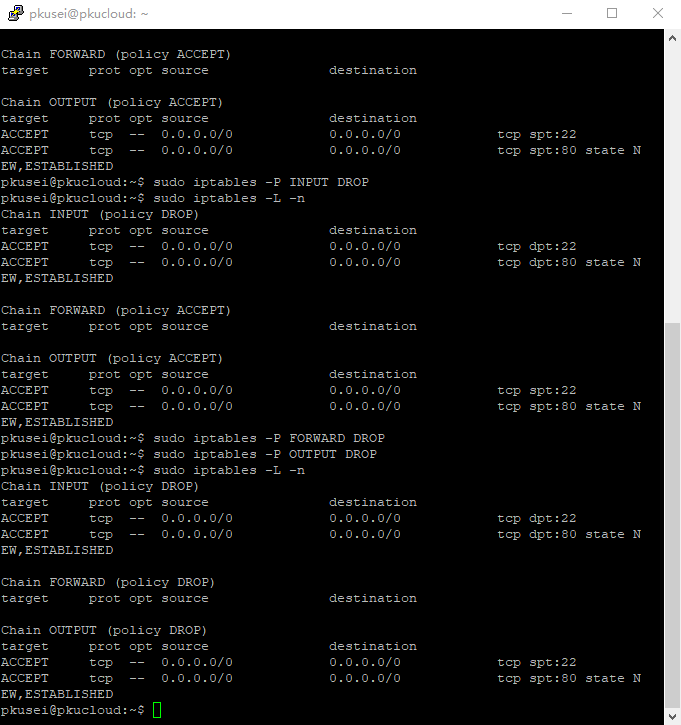 pkusei@pkucloud: ~
Chain FORWARD (policy ACCEPT)
target     prot opt source               destination
Chain OUTPUT (policy ACCEPT)
target     prot opt source               destination
ACCEPT     tcp  --  0.0.0.0/0            0.0.0.0/0            tcp spt:22
ACCEPT     tcp  --  0.0.0.0/0            0.0.0.0/0            tcp spt:80 state N
EW,ESTABLISHED
pkusei@pkucloud:~$ sudo iptables -P INPUT DROP
pkusei@pkucloud:~$ sudo iptables -L -n
Chain INPUT (policy DROP)
target     prot opt source               destination
ACCEPT     tcp  --  0.0.0.0/0            0.0.0.0/0            tcp dpt:22
ACCEPT     tcp  --  0.0.0.0/0            0.0.0.0/0            tcp dpt:80 state N
EW,ESTABLISHED
Chain FORWARD (policy ACCEPT)
target     prot opt source               destination
Chain OUTPUT (policy ACCEPT)
target     prot opt source               destination
ACCEPT     tcp  --  0.0.0.0/0            0.0.0.0/0            tcp spt:22
ACCEPT     tcp  --  0.0.0.0/0            0.0.0.0/0            tcp spt:80 state N
EW,ESTABLISHED
pkusei@pkucloud:~$ sudo iptables -P FORWARD DROP
pkusei@pkucloud:~$ sudo iptables -P OUTPUT DROP
pkusei@pkucloud:~$ sudo iptables -L -n
Chain INPUT (policy DROP)
target     prot opt source               destination
ACCEPT     tcp  --  0.0.0.0/0            0.0.0.0/0            tcp dpt:22
ACCEPT     tcp  --  0.0.0.0/0            0.0.0.0/0            tcp dpt:80 state N
EW,ESTABLISHED
Chain FORWARD (policy DROP)
target     prot opt source               destination
Chain OUTPUT (policy DROP)
target     prot opt source               destination
ACCEPT     tcp  --  0.0.0.0/0            0.0.0.0/0            tcp spt:22
ACCEPT     tcp  --  0.0.0.0/0            0.0.0.0/0            tcp spt:80 state N
EW,ESTABLISHED
pkusei@pkucloud:~$